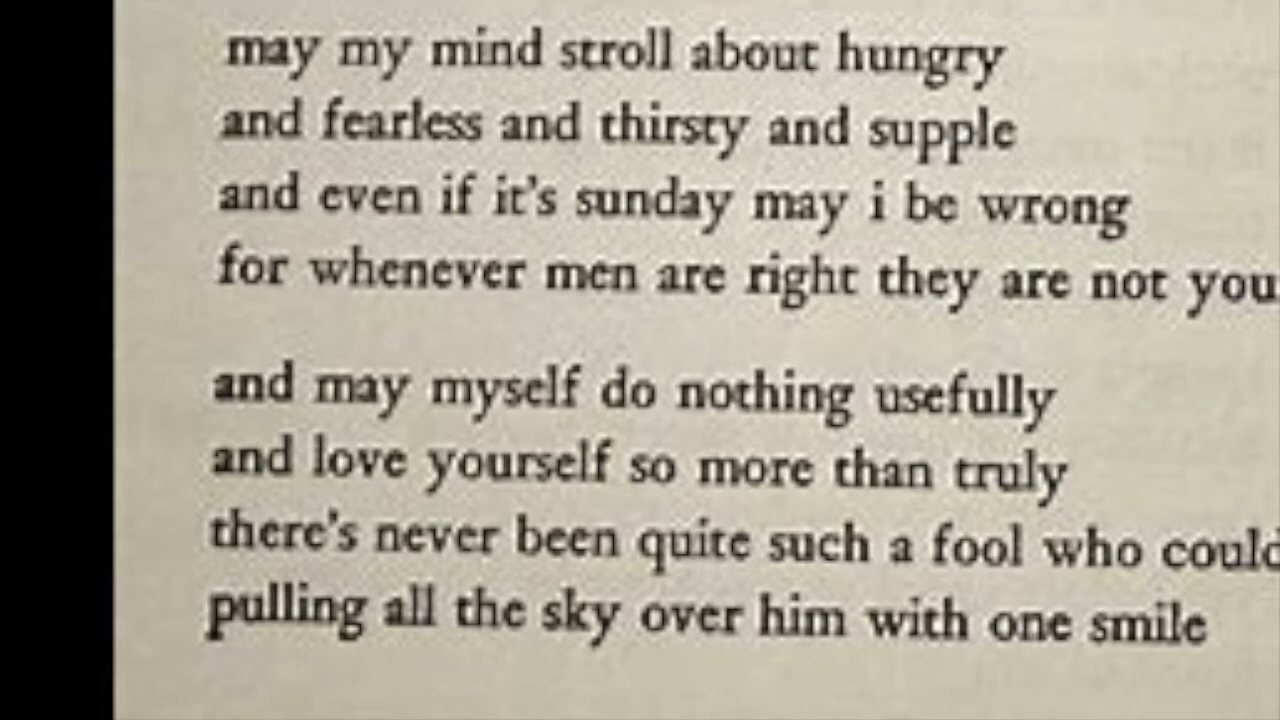 may my mind stroll about hungry
and fearless and thirsty and supple
and even if it's sunday may i be wrong
for whenever men are right they are not you
and may myself do nothing usefully
and love yourself so more than truly
there's never been quite such a fool who could
pulling all the sky over him with one smile